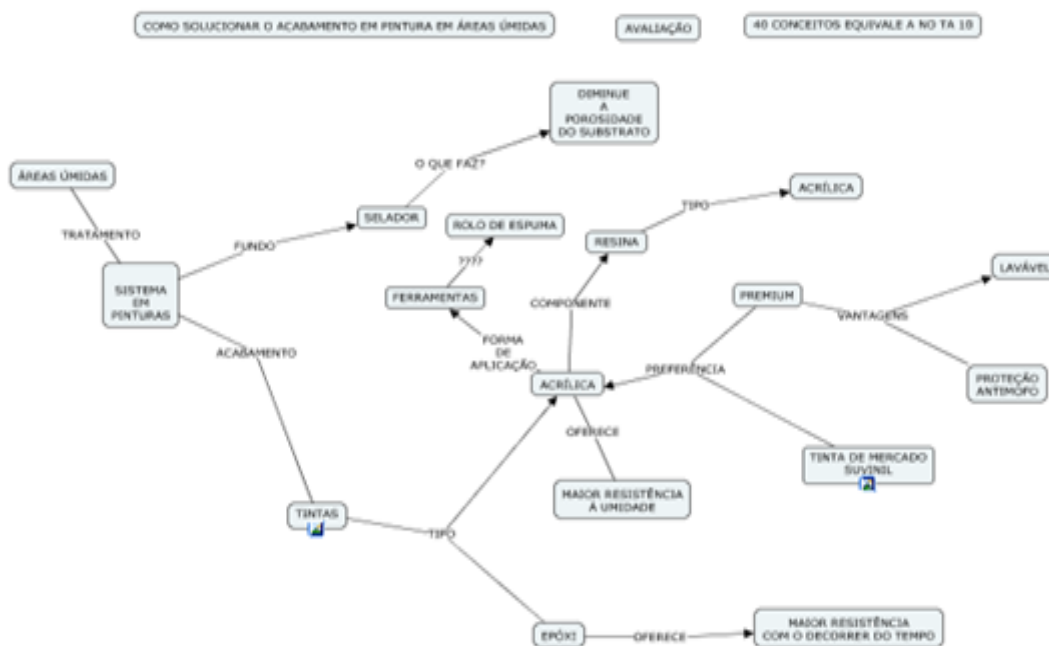 COMO SOLUCIONAR O ACABAMENTO EM PINTURA EM ÁREAS ÚMIDAS
AVALIAÇÃO
40 CONCEITOS EQUIVALE A NO TA 10
DIMINUE
A
POROSIDADE
DO SUBSTRATO
O QUE FAZ?
ÁREAS ÚMIDAS
ACRÍLICA
TIPO
SELADOR
ROLO DE ESPUMA
TRATAMENTO
FUNDO
RESINA
????
LAVÁVEL
SISTEMA
EM
PINTURAS
FERRAMENTAS
COMPONENTE
PREMIUM
VANTAGENS
FORMA
DE
APLICAÇÃO
ACABAMENTO
ACRÍLICA
PREFERÊNCIA
PROTEÇÃO
ANTIMOFO
OFERECE
TINTA DE MERCADO
SUVINIL
MAIOR RESISTÊNCIA
Á UMIDADE
TINTAS
TIPO
EPÓXI
OFERECE
MAIOR RESISTÊNCIA
COM O DECORRER DO TEMPO